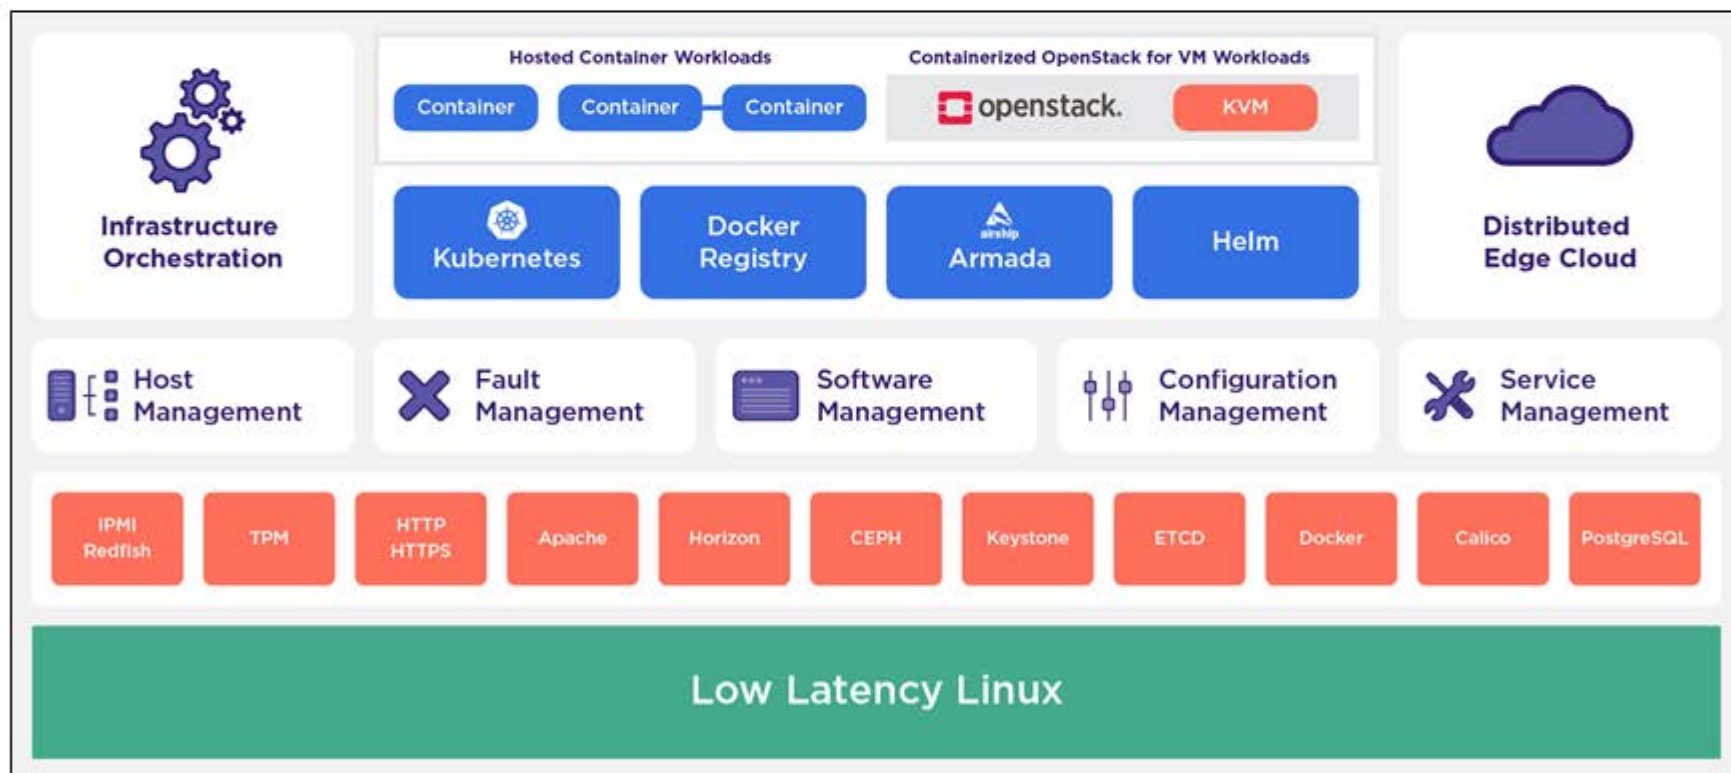 Hosted Container Workloads
Containerized OpenStack for VM Workloads
Container
Container
Container
openstack.
KVM
Infrastructure
Orchestration
Kubernetes
Docker
Registry
airship
Armada
Helm
Distributed
Edge Cloud
Host
Management
Fault
Management
Software
Management
Configuration
Management
Service
Management
IPMI
Redfish
TPM
HTTP
HTTPS
Apache
Horizon
CEPH
Keystone
ETCD
Docker
Calico
PostgreSQL
Low Latency Linux